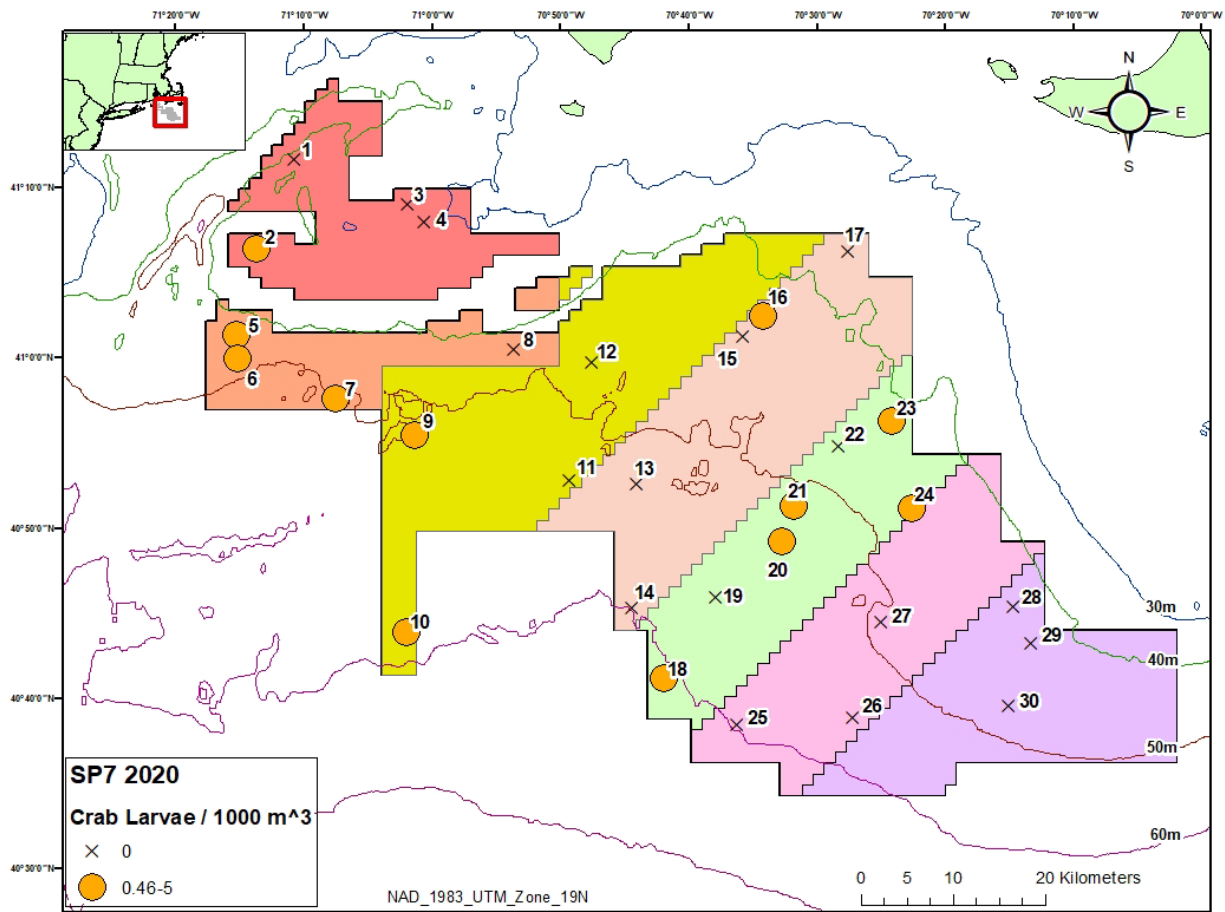 71°20'0"W 71°10'0"W 71°0'0"W 70°50'0"W 70°40'0"W 70°30'0"W 70°20'0"W 70°10'0"W 70°0'0"W
N
W E
S
1
41°10'0"N
3
4
2
17
16
5
15
8
41°0'0"N
12
6
7
9
23
22
11
13
21
24
40°50'0"N
20
14
19
28
30m
10
27
29
40m
18
40°40'0"N
25
26
30
50m
SP7 2020
Crab Larvae / 1000 m^3
60m
0
0.46-5
40°30'0"N
0 5 10 20 Kilometers
NAD_1983_UTM_Zone_19N